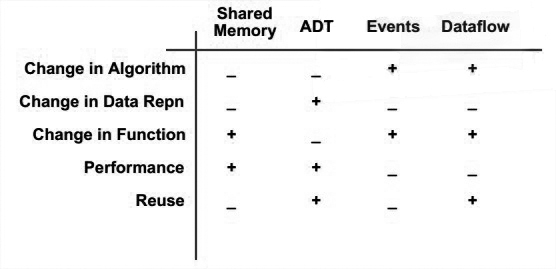 Shared
Memory ADT Events Dataflow
Change in Algorithm _ _ + +
Change in Data Repn _ + _ _
Change in Function + _ + +
Performance + + _ _
Reuse _ + _ +